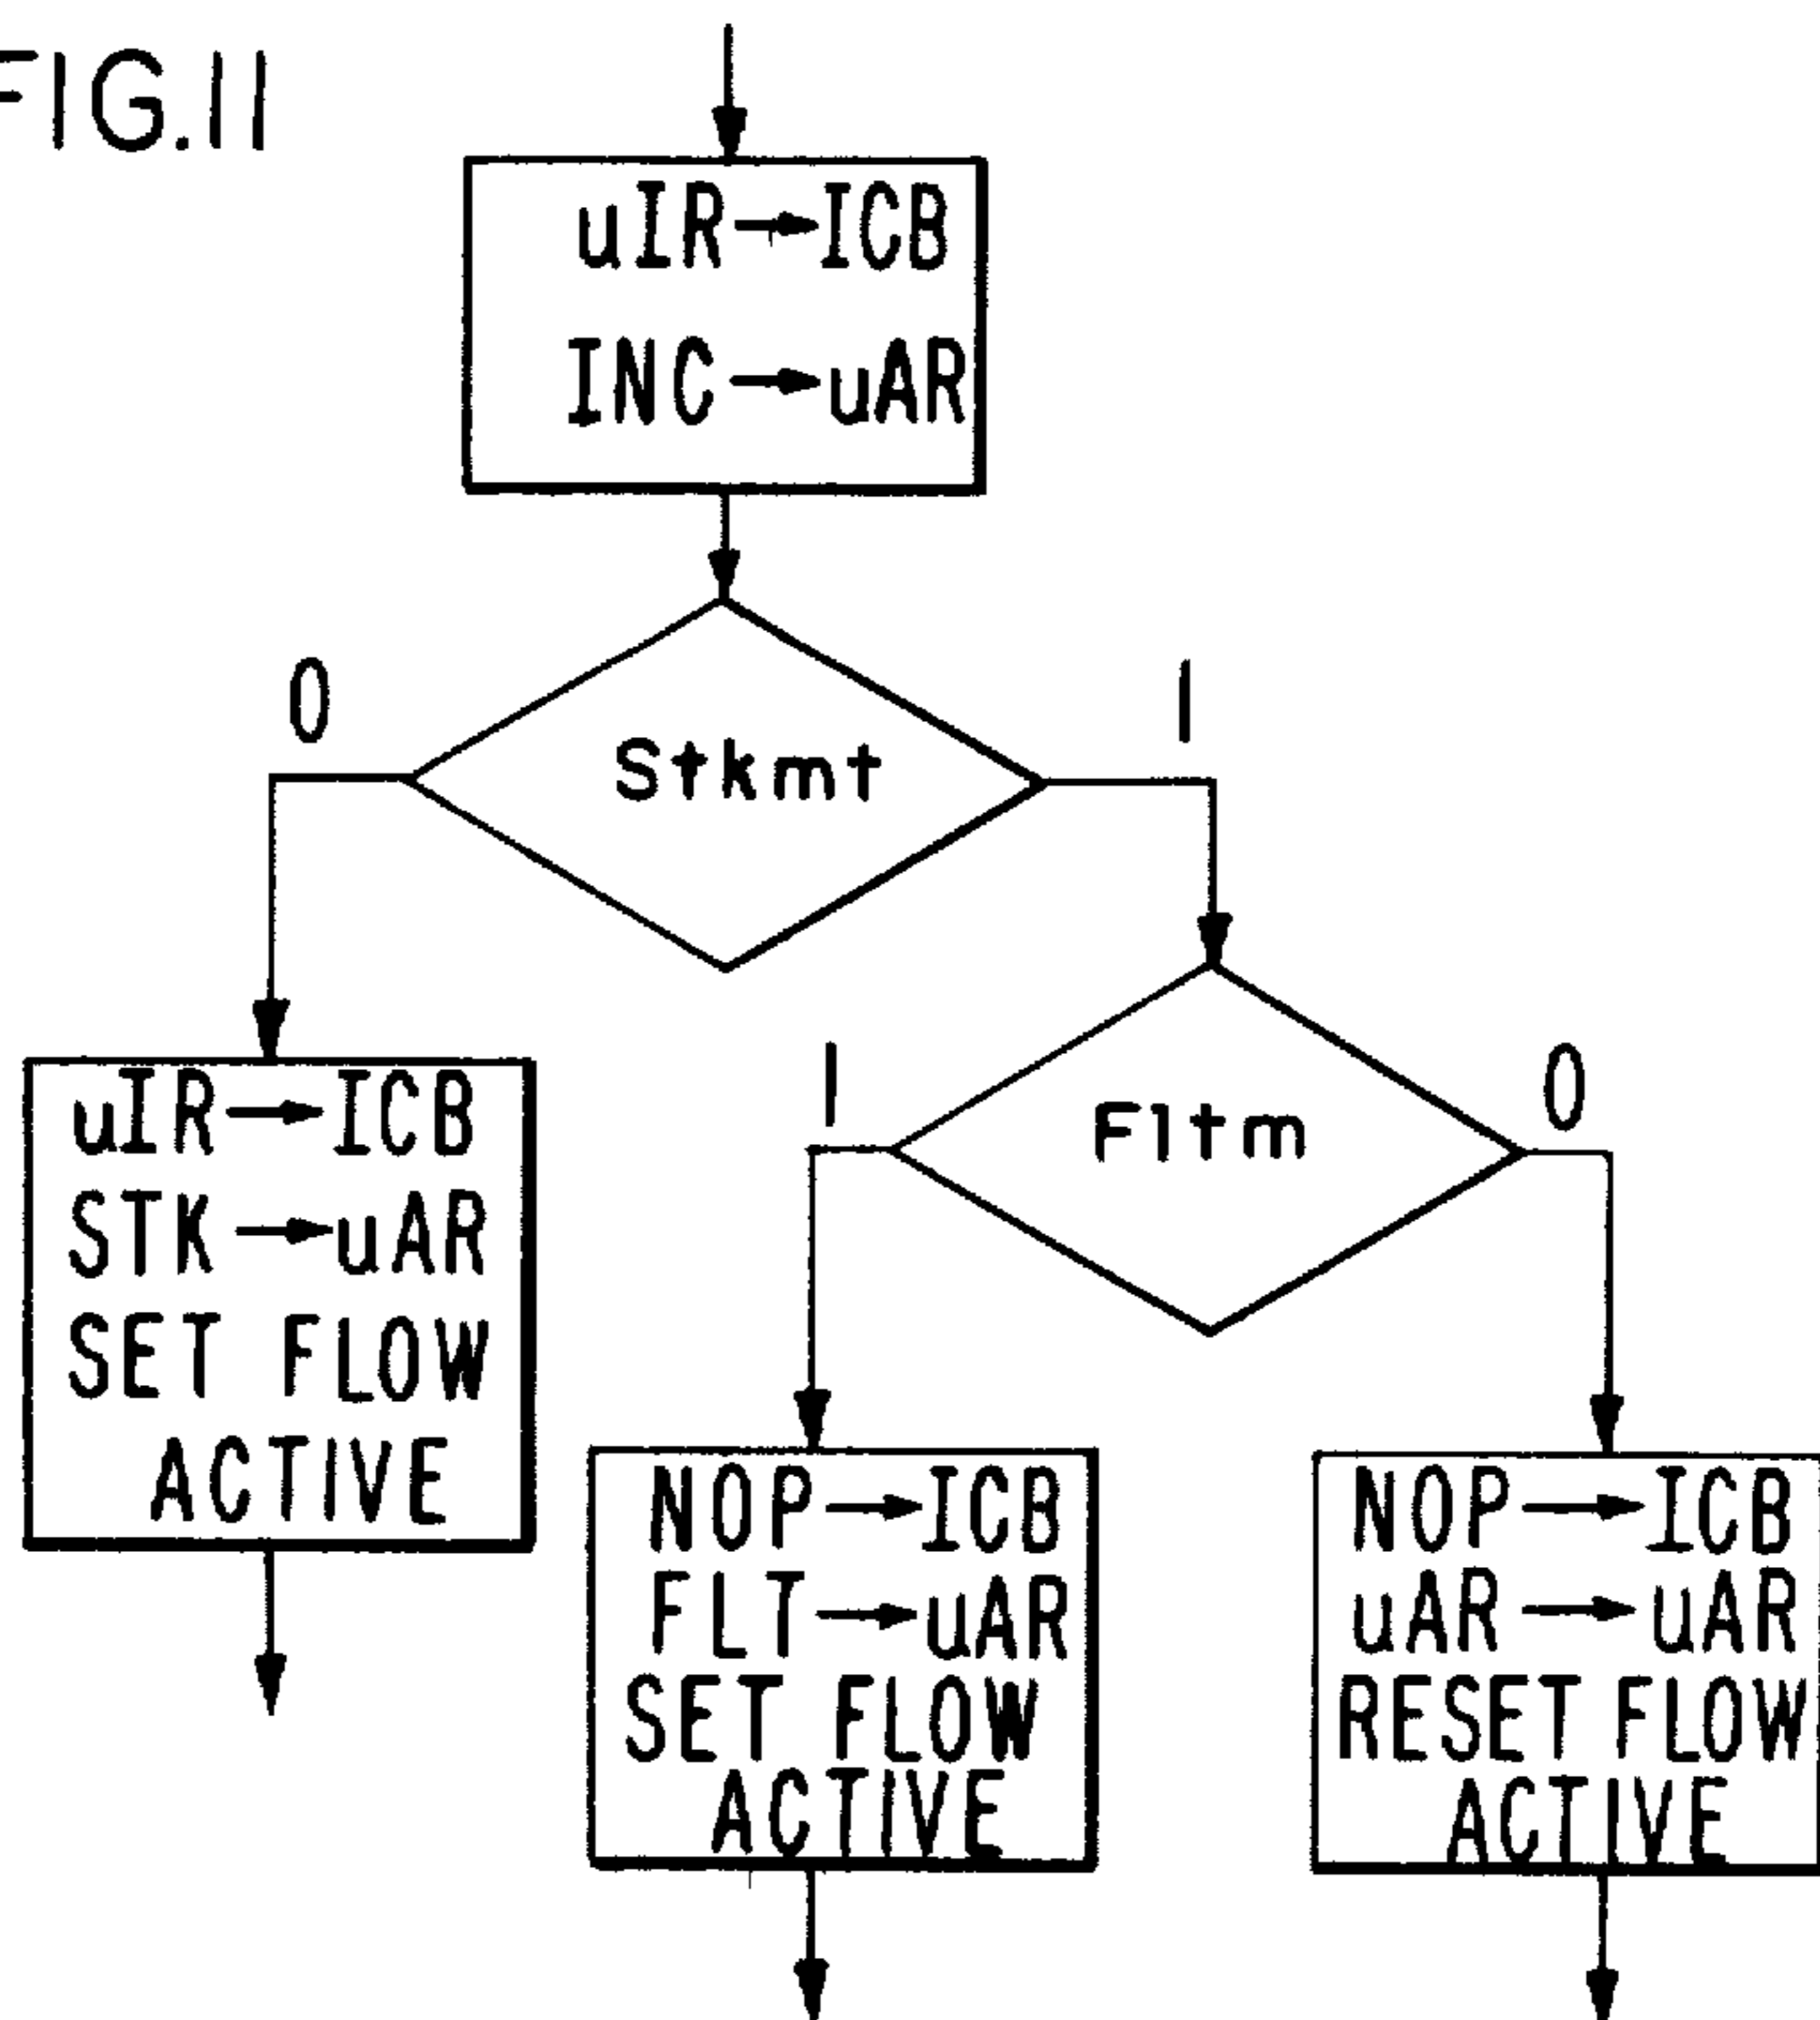 FIG.11
uIR→ICB
INC→uAR
0
1
Stkmt
1
0
Fltm
uIR→ICB
STK→uAR
SET FLOW
ACTIVE
NOP→ICB
FLT→uAR
SET FLOW
ACTIVE
NOP→ICB
uAR→uAR
RESET FLOW
ACTIVE